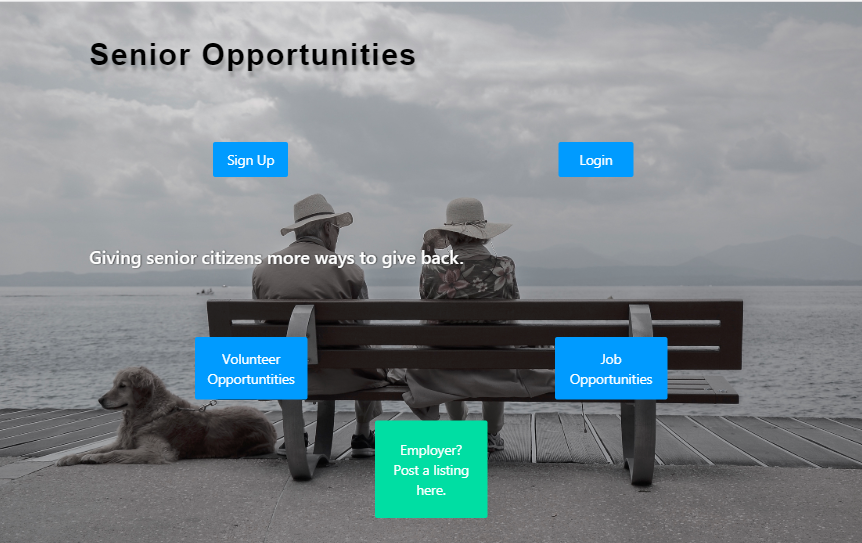 Senior Opportunities
Sign Up
Login
Giving senior citizens more ways to give back.
Volunteer
Opportuntities
Job
Opportunities
Employer?
Post a listing
here.